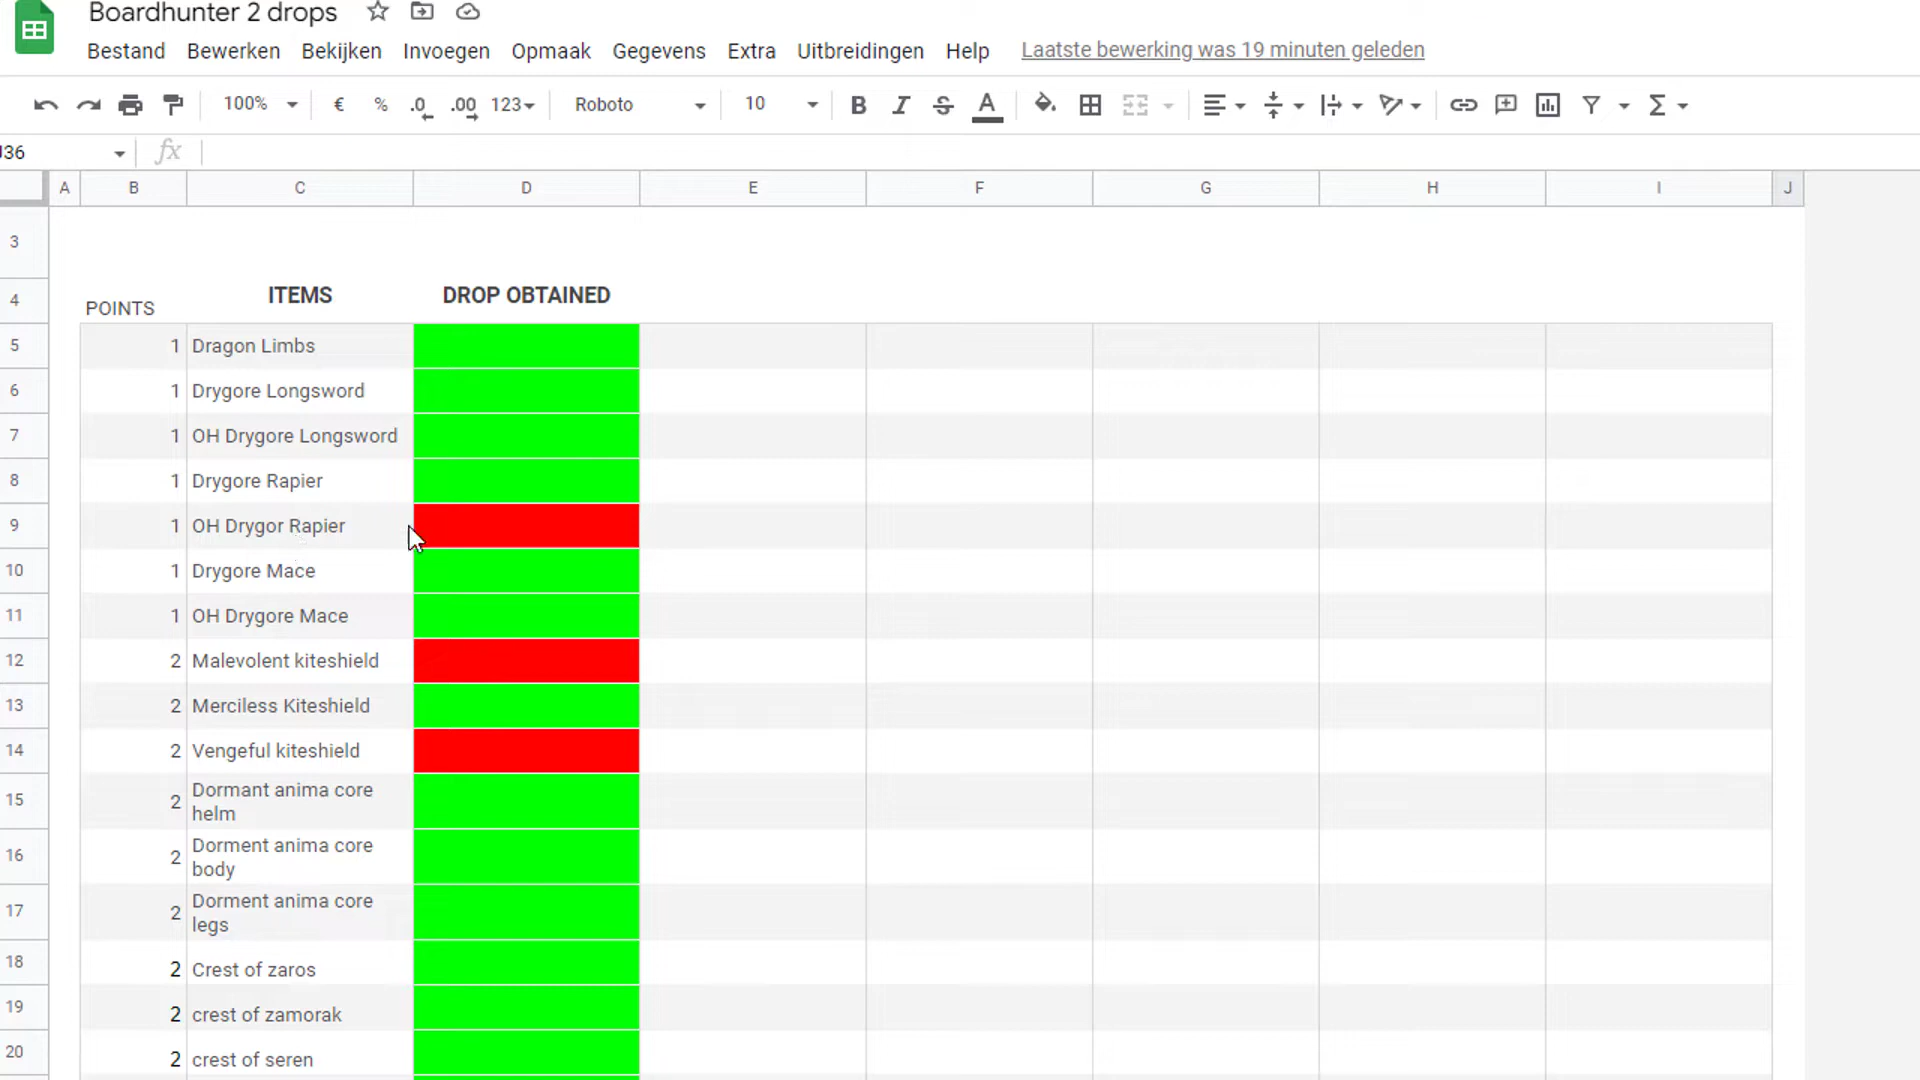 Boardhunter 2 drops
Bestand Bewerken Bekijken Invoegen Opmaak Gegevens Extra Uitbreidingen Help Laatste bewerking was 19 minuten geleden
100% € % .0 .00 123 Roboto 10 B I S A
J36 fx
A B C D E F G H I J
3
4 POINTS ITEMS DROP OBTAINED
5 1 Dragon Limbs
6 1 Drygore Longsword
7 1 OH Drygore Longsword
8 1 Drygore Rapier
9 1 OH Drygor Rapier
10 1 Drygore Mace
11 1 OH Drygore Mace
12 2 Malevolent kiteshield
13 2 Merciless Kiteshield
14 2 Vengeful kiteshield
15 2 Dormant anima core
helm
16 2 Dorment anima core
body
17 2 Dorment anima core
legs
18 2 Crest of zaros
19 2 crest of zamorak
20 2 crest of seren